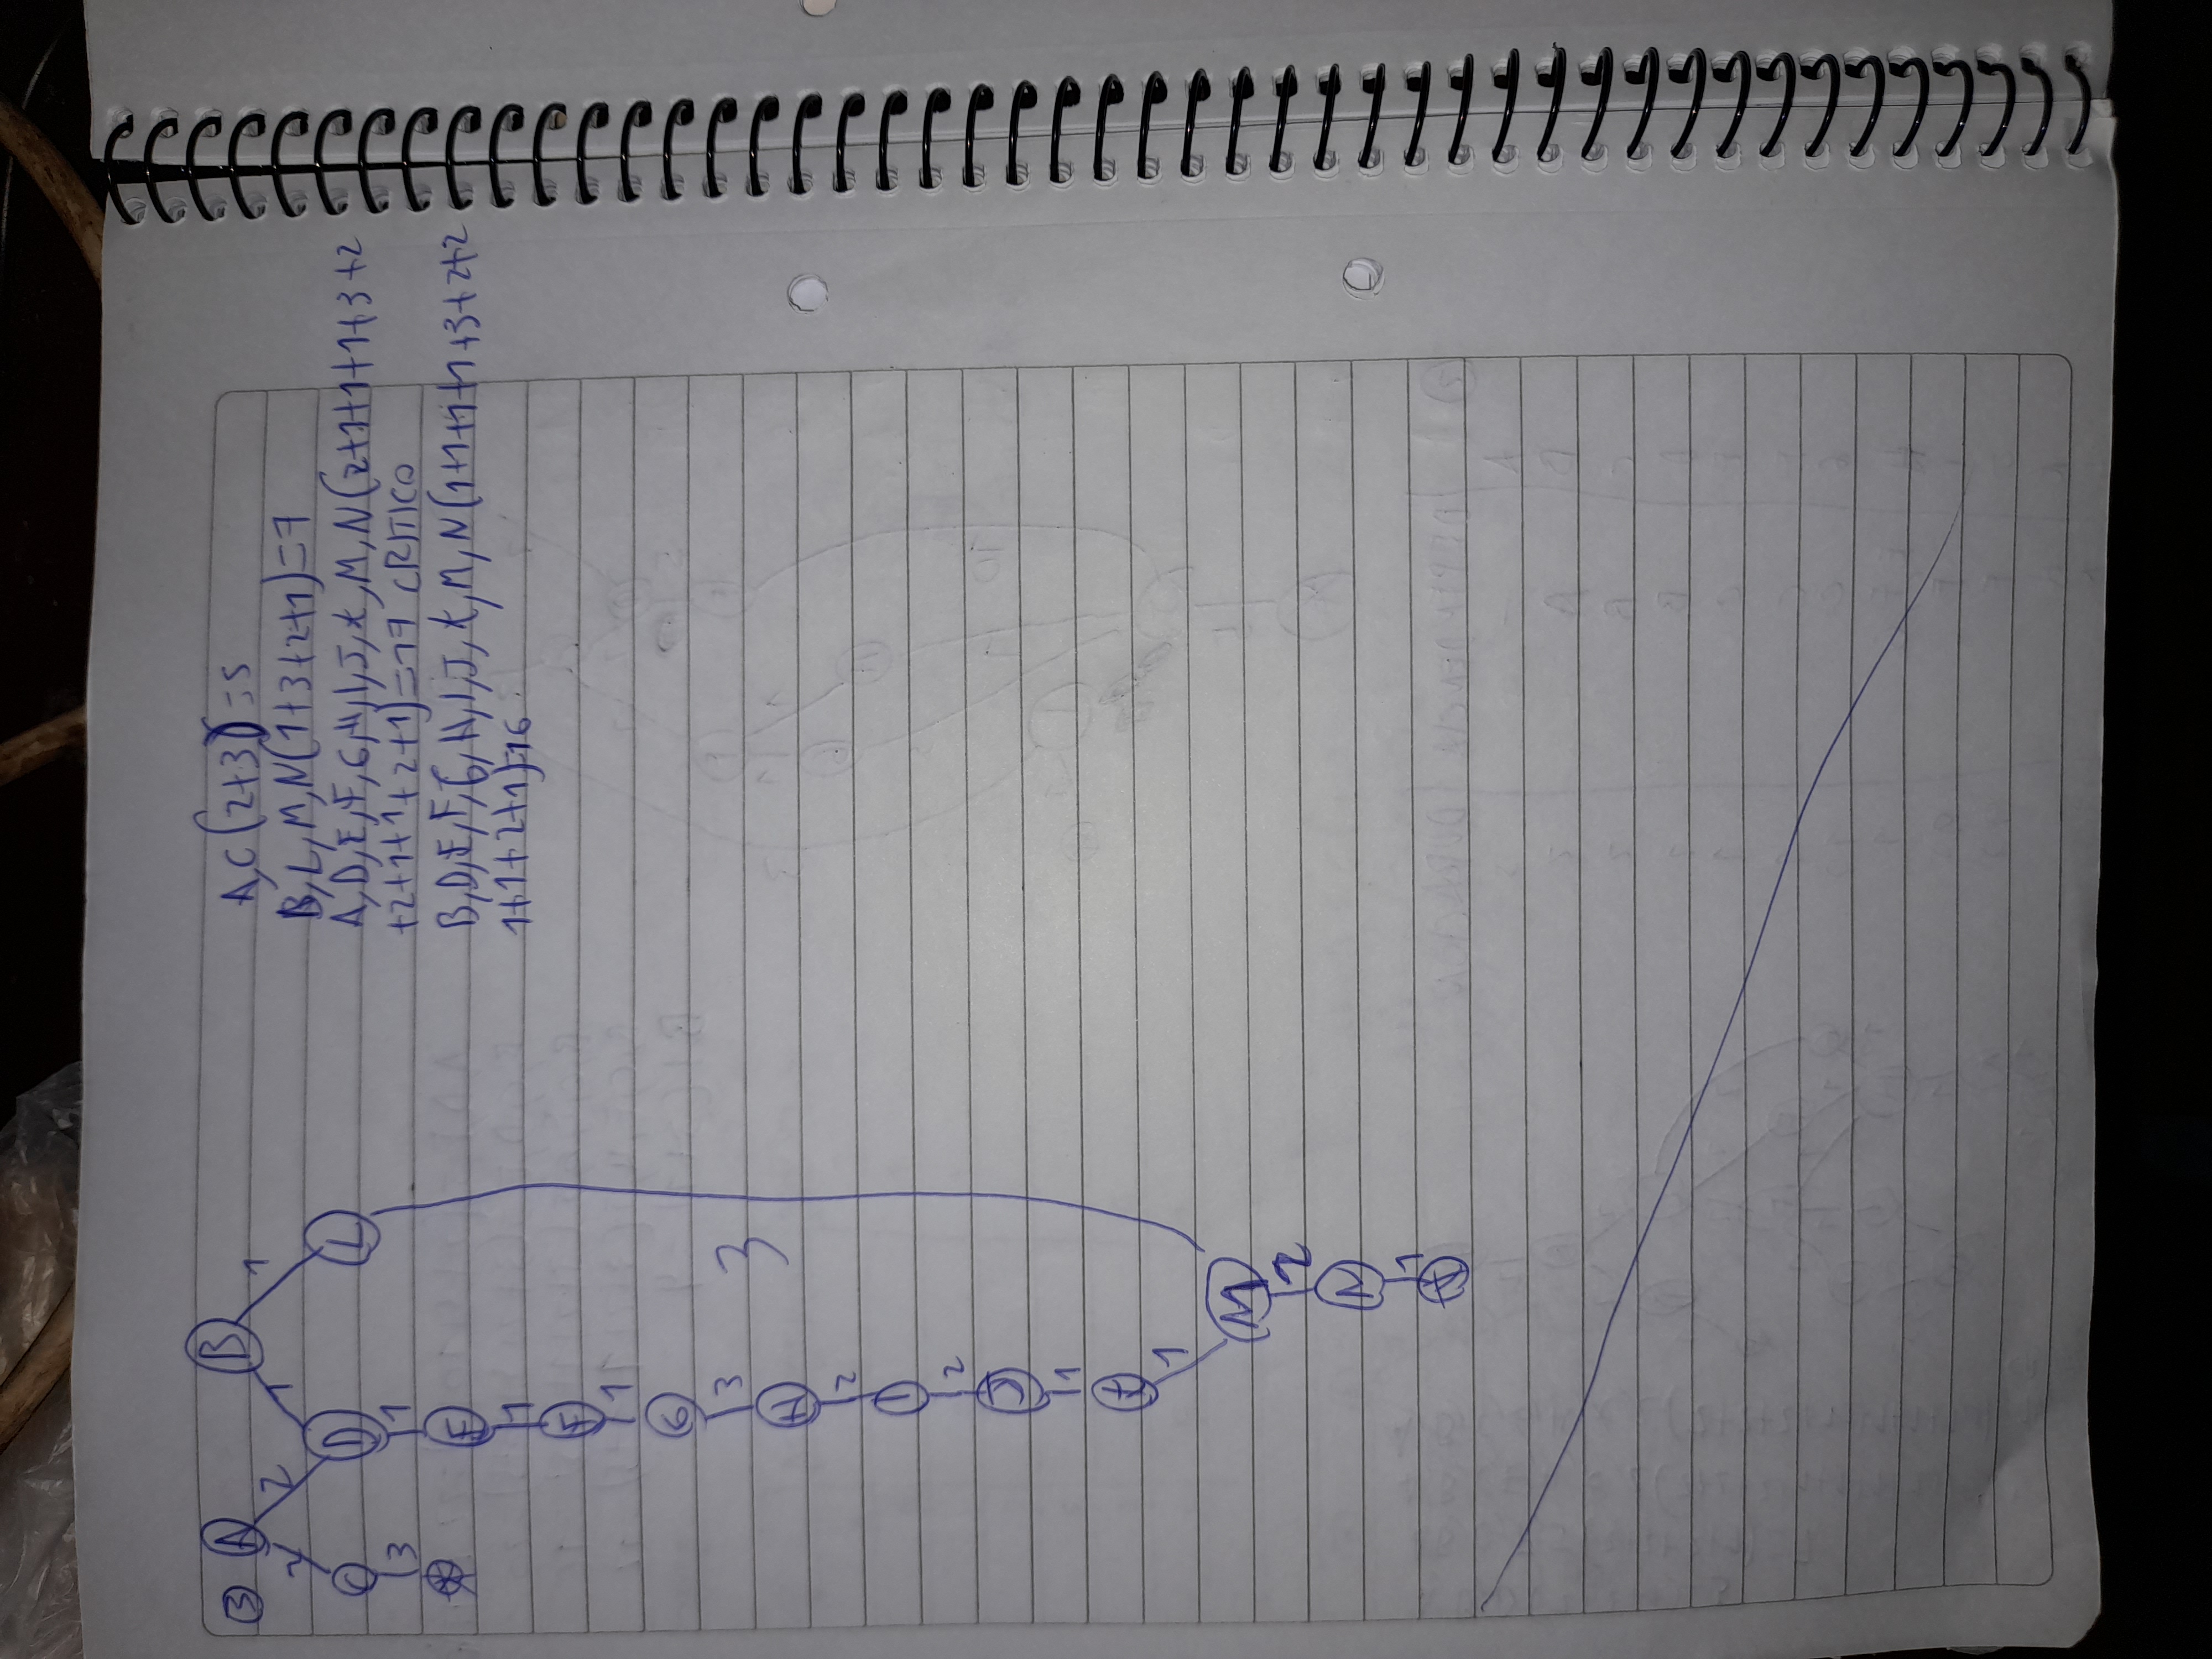 3 A B
2 2 1 1
C D L
3 1
* E
1
F
1
G
3 3
H
2
I
2
J
1
K
1
M
2
N
1
*
A,C (2+3)=5
B,L,M,N(1+3+2+1)=7
A,D,E,F,G,H,I,J,K,M,N(2+1+1+1+3+2
+2+1+1+2+1)=17 CRITICO
B,D,E,F,G,H,I,J,K,M,N(1+1+1+1+3+2+2
1+1+2+1)=16